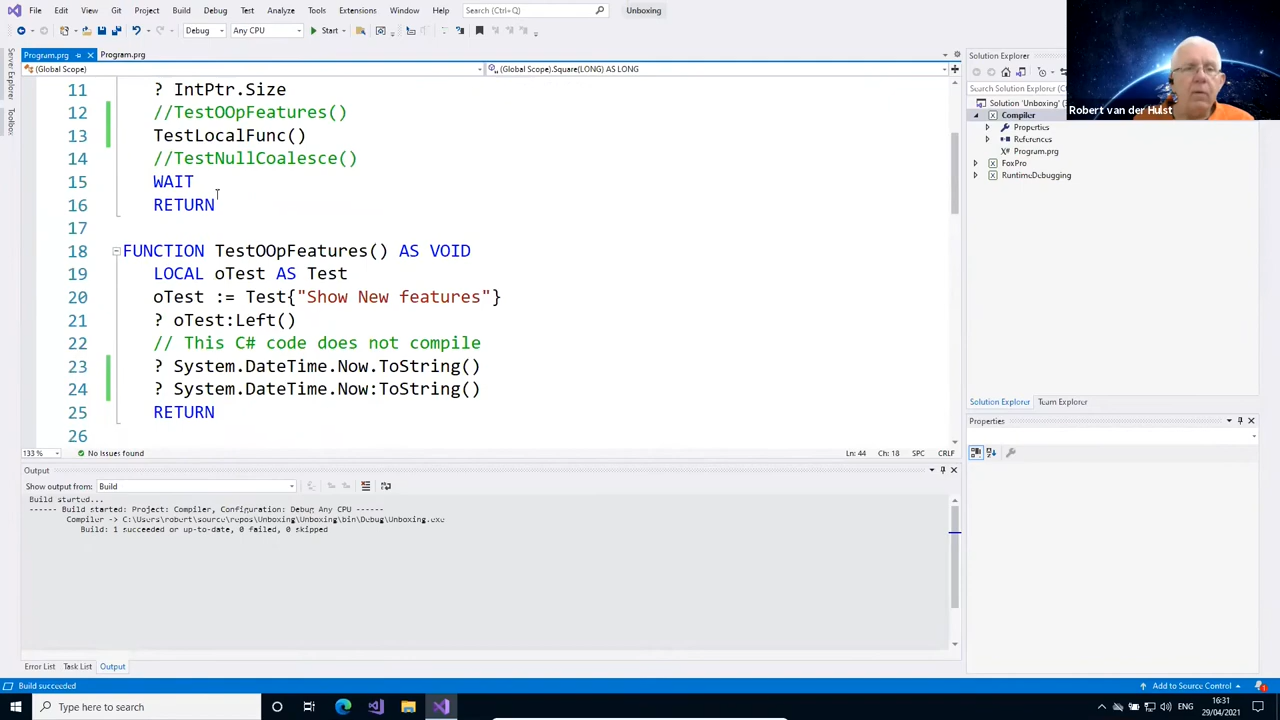 File Edit View Project Build Debug Test Analyze Tools Extensions Window Help Search (Ctrl+Q) Unboxing
Debug Any CPU Start
Program.prg Program.prg
(Global Scope) (Global Scope).Square(LONG) AS LONG
Server Explorer
Toolbox
11 ? IntPtr.Size
12 //TestOOpFeatures()
13 TestLocalFunc()
14 //TestNullCoalesce()
15 WAIT
16 RETURN
17
18 FUNCTION TestOOpFeatures() AS VOID
19 LOCAL oTest AS Test
20 oTest := Test{"Show New features"}
21 ? oTest:Left()
22 // This C# code does not compile
23 ? System.DateTime.Now.ToString()
24 ? System.DateTime.Now:ToString()
25 RETURN
26
133 % No issues found Ln: 44 Ch: 18 SPC CRLF
Output
Show output from: Build
Build started...
------ Build started: Project: Compiler, Configuration: Debug Any CPU ------
Compiler -> C:\Users\robert\source\repos\Unboxing\Unboxing\bin\Debug\Unboxing.exe
Build: 1 succeeded or up-to-date, 0 failed, 0 skipped
Error List Task List Output
Solution Explorer
Search Solution Explorer
Robert van der Hulst
Solution 'Unboxing' (
Compiler
Properties
References
Program.prg
FoxPro
RuntimeDebugging
Solution Explorer Team Explorer
Properties
Build succeeded Add to Source Control 1
Type here to search
ENG 16:31
29/04/2021